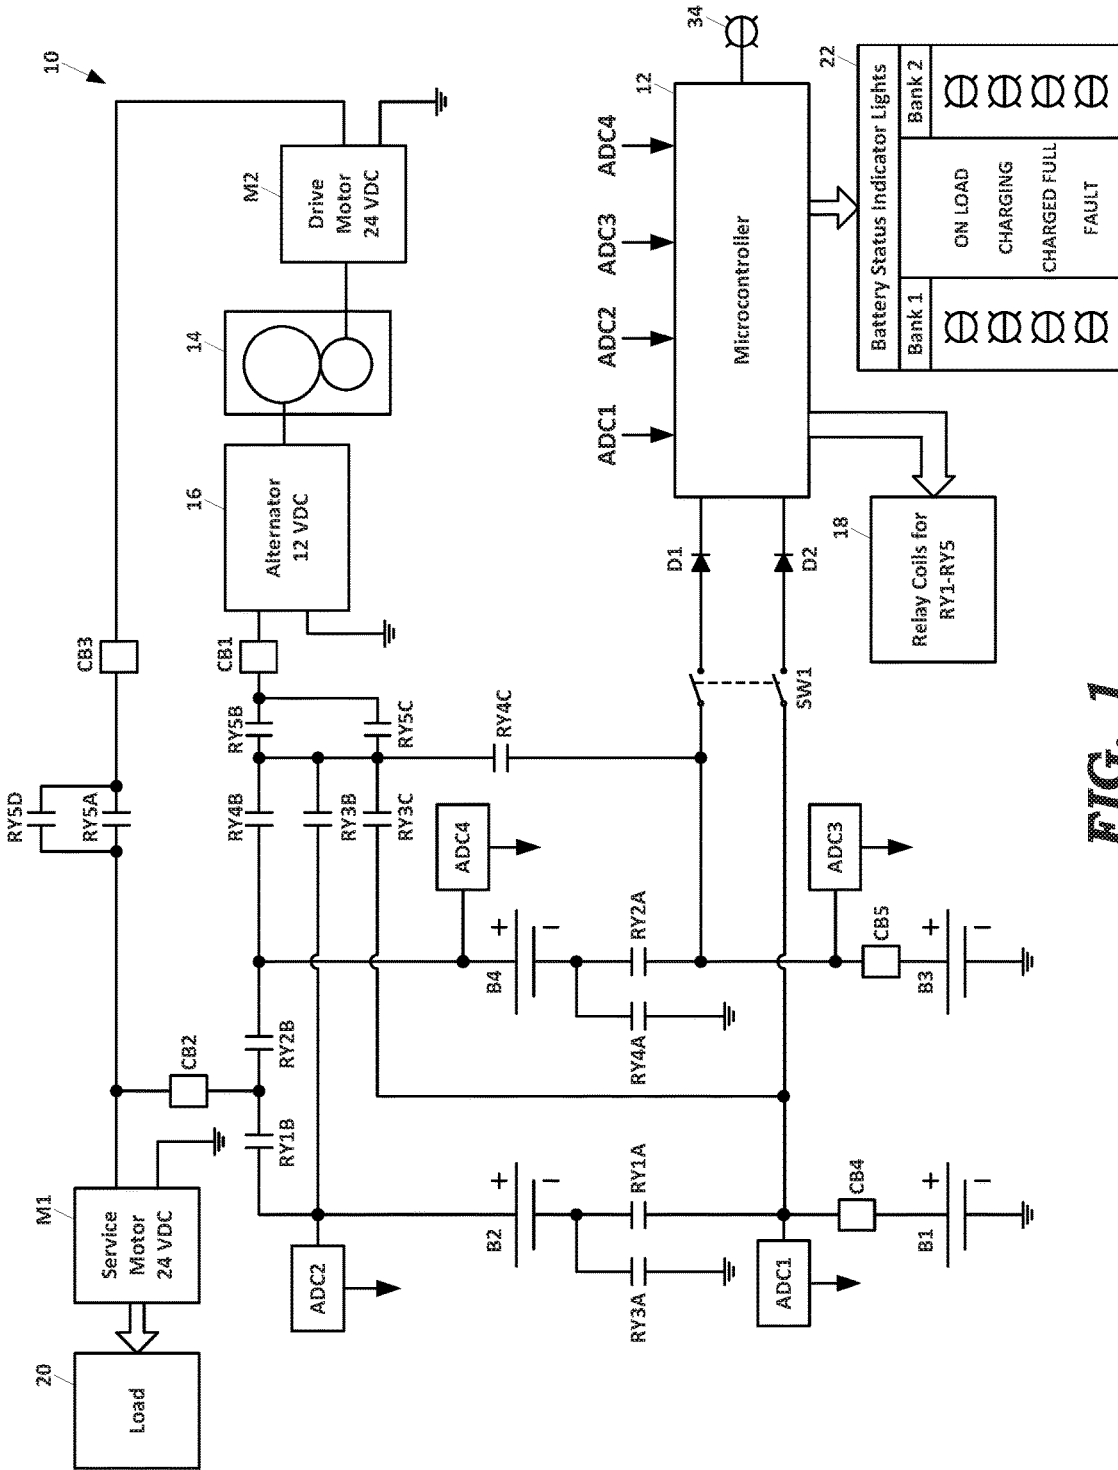 10
RY5D
RY5A
CB3
M1
Service
Motor
24 VDC
20
Load
CB2
RY1B
RY2B
RY4B
RY5B
CB1
16
Alternator
12 VDC
14
M2
Drive
Motor
24 VDC
RY3B
RY3C
RY5C
RY4C
ADC2
ADC4
B2
+
–
B4
+
–
RY3A
RY1A
RY4A
RY2A
ADC1
ADC3
CB4
CB5
B1
+
–
B3
+
–
SW1
D1
D2
ADC1
ADC2
ADC3
ADC4
12
Microcontroller
34
18
Relay Coils for
RY1-RY5
22
Battery Status Indicator Lights
Bank 1
Bank 2
ON LOAD
CHARGING
CHARGED FULL
FAULT
FIG. 1